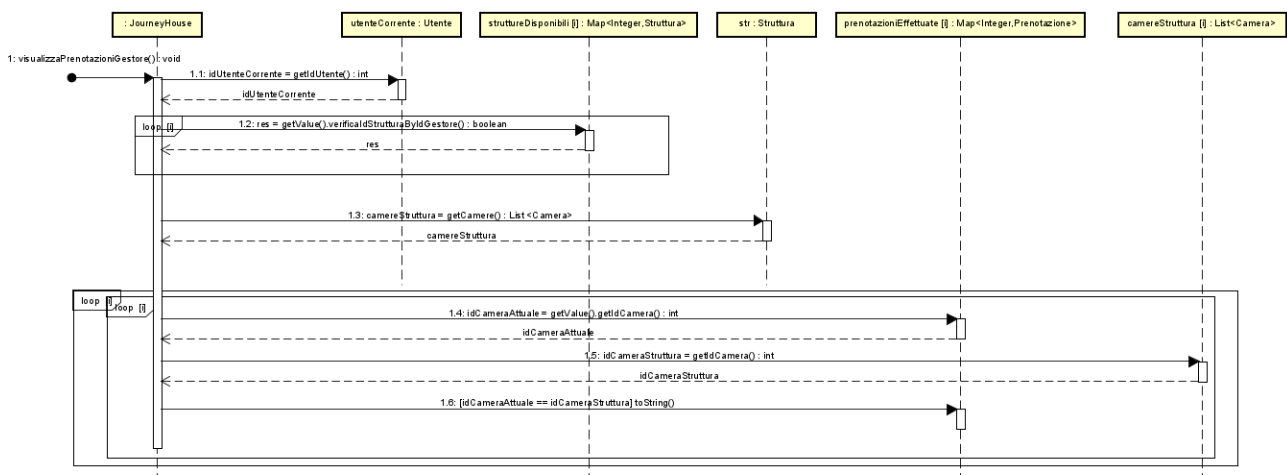 : JourneyHouse
utenteCorrente : Utente
struttureDisponibili [i] : Map<Integer,Struttura>
str : Struttura
prenotazioniEffettuate [i] : Map<Integer,Prenotazione>
camereStruttura [i] : List<Camera>
1: visualizzaPrenotazioniGestore() : void
1.1: idUtenteCorrente = getIdUtente() : int
idUtenteCorrente
loop [i]
1.2: res = getValue().verificaIdStrutturaByIdGestore() : boolean
res
1.3: camereStruttura = getCamere() : List<Camera>
camereStruttura
loop [i]
loop [i]
1.4: idCameraAttuale = getValue().getIdCamera() : int
idCameraAttuale
1.5: idCameraStruttura = getIdCamera() : int
idCameraStruttura
1.6: [idCameraAttuale == idCameraStruttura] toString()